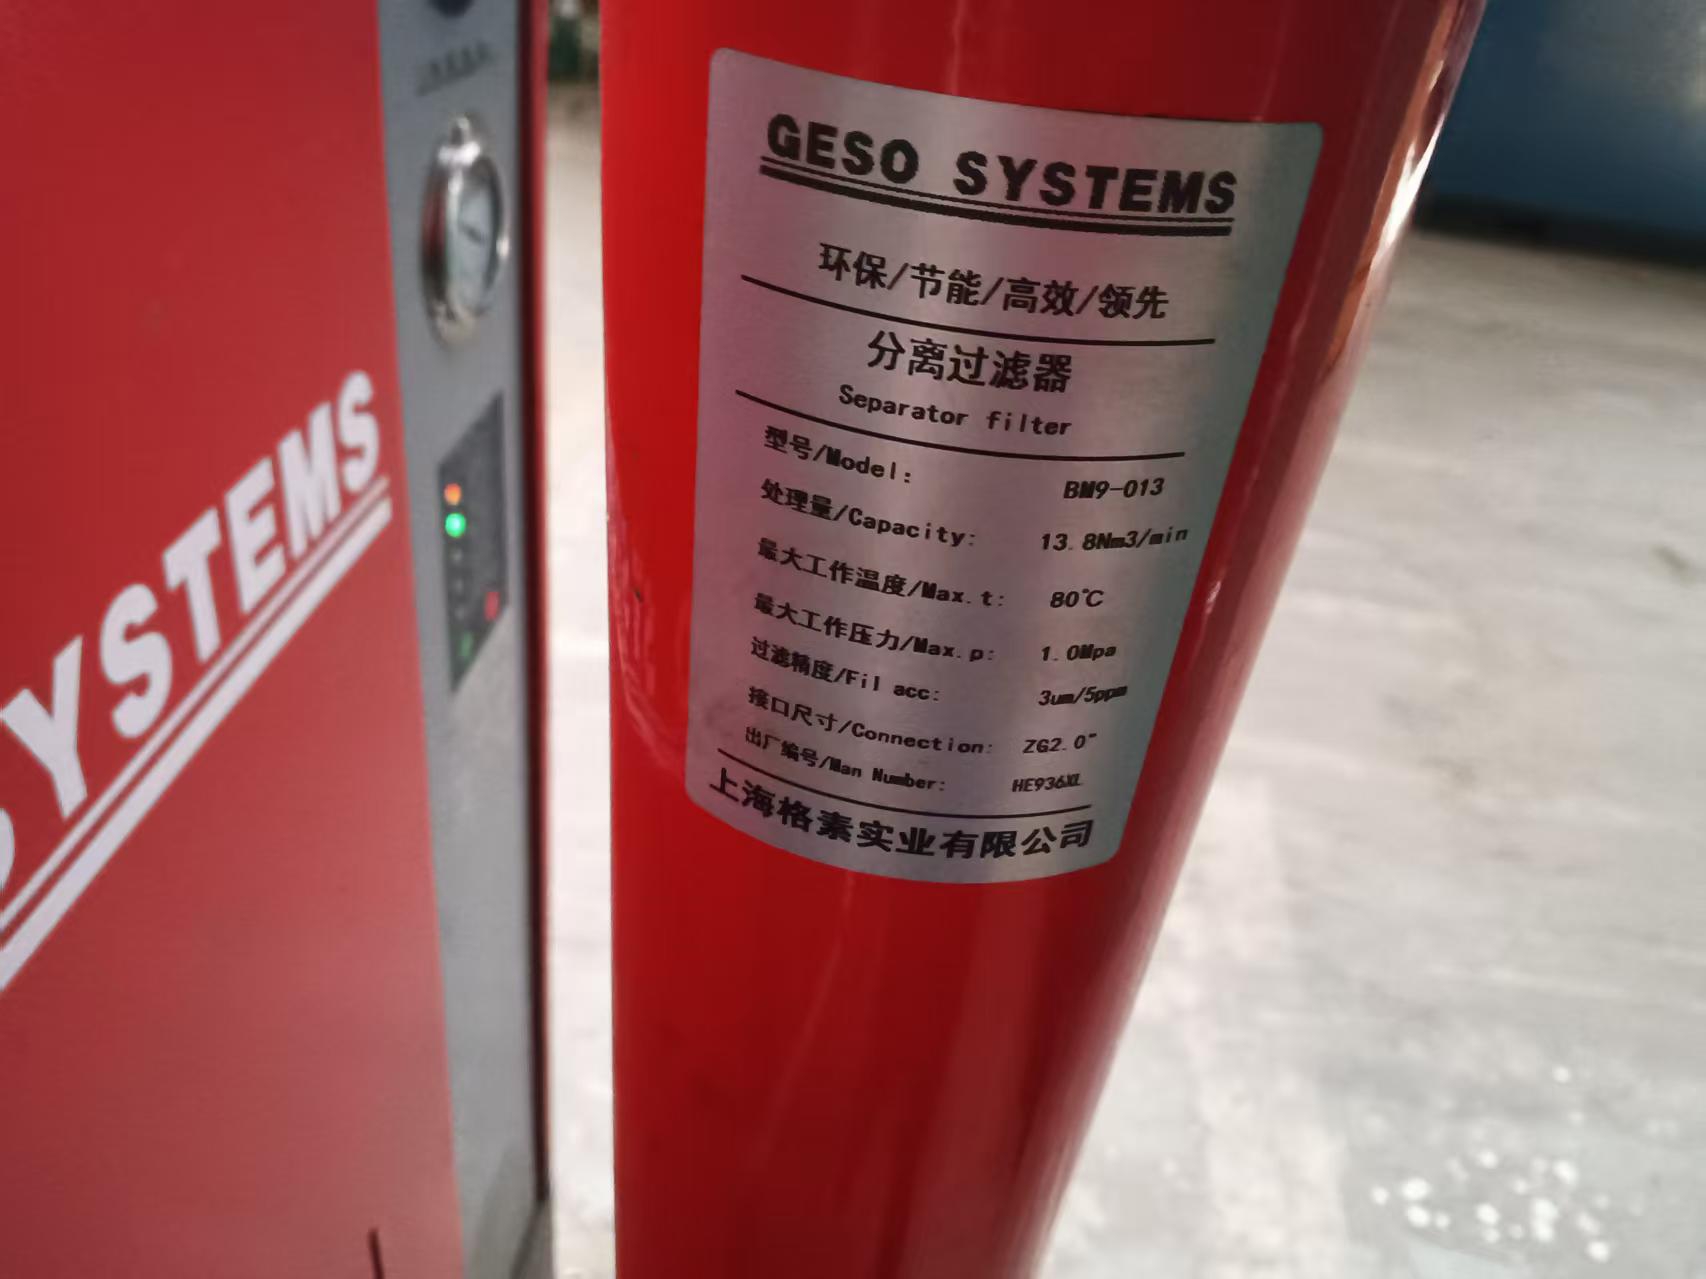 GESO SYSTEMS
环保/节能/高效/领先
分离过滤器
Separator filter
型号/Model: BM9-013
处理量/Capacity: 13.8Nm3/min
最大工作温度/Max.t: 80℃
最大工作压力/Max.p: 1.0Mpa
过滤精度/Fil acc: 3um/5ppm
接口尺寸/Connection: ZG2.0"
出厂编号/Man Number: HE936XL
上海格素实业有限公司
SYSTEMS